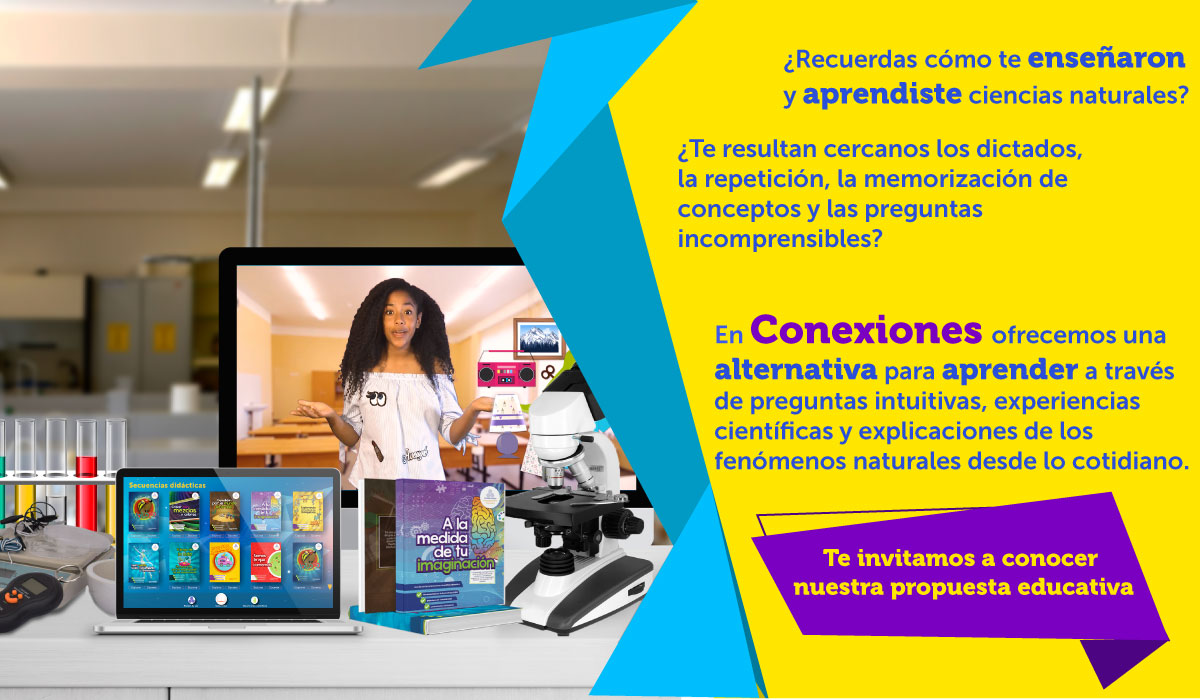 ¿Recuerdas cómo te enseñaron
y aprendiste ciencias naturales?
¿Te resultan cercanos los dictados,
la repetición, la memorización de
conceptos y las preguntas
incomprensibles?
En Conexiones ofrecemos una
alternativa para aprender a través
de preguntas intuitivas, experiencias
científicas y explicaciones de los
fenómenos naturales desde lo cotidiano.
Te invitamos a conocer
nuestra propuesta educativa
Secuencias didácticas
A la
medida
de tu
imaginación